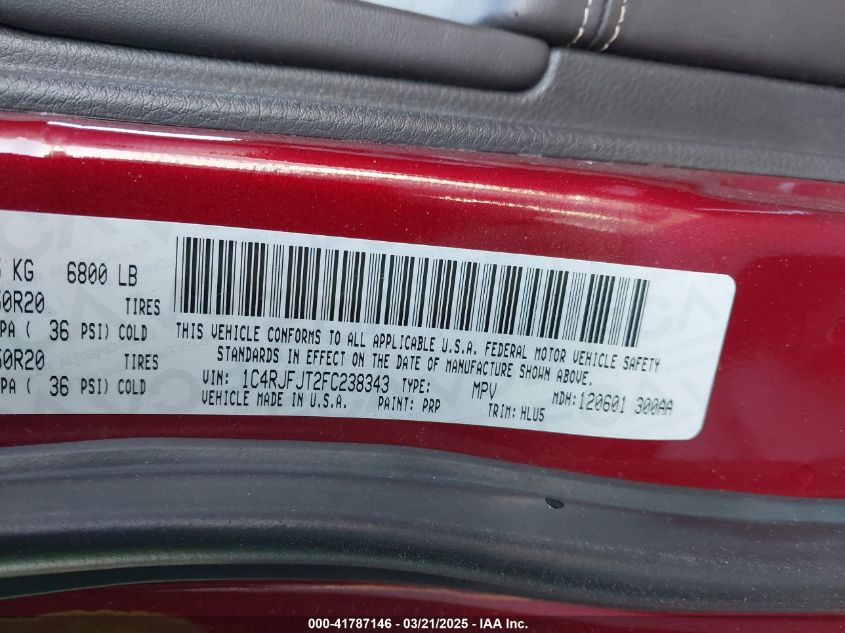 KG 6800 LB
50R20 TIRES
PA ( 36 PSI) COLD
50R20 TIRES
PA ( 36 PSI) COLD
THIS VEHICLE CONFORMS TO ALL APPLICABLE U.S.A. FEDERAL MOTOR VEHICLE SAFETY
STANDARDS IN EFFECT ON THE DATE OF MANUFACTURE SHOWN ABOVE.
VIN: 1C4RJFJT2FC238343 TYPE: MPV MDH: 120601 300AA
VEHICLE MADE IN U.S.A. PAINT: PRP TRIM: HLU5
000-41787146 - 03/21/2025 - IAA Inc.